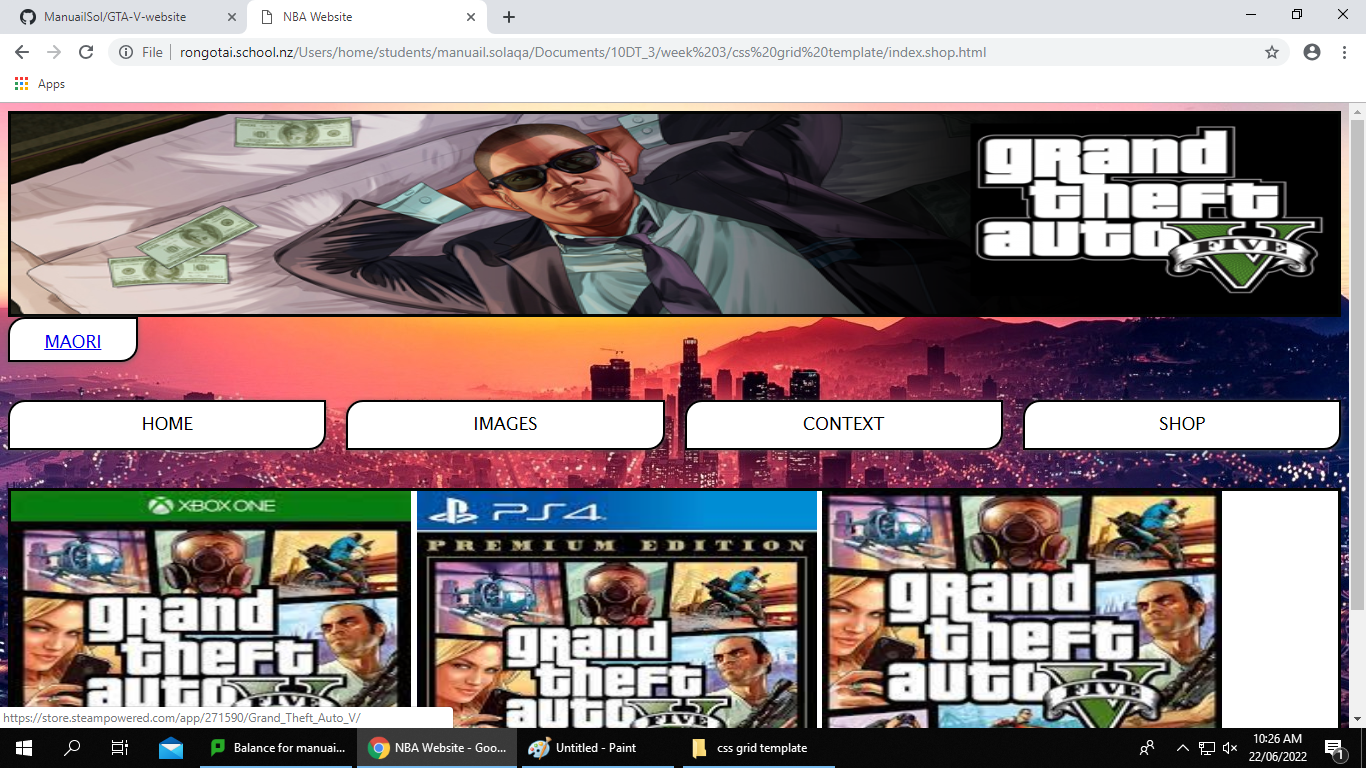 ManuailSol/GTA-V-website
NBA Website
File
rongotai.school.nz/Users/home/students/manuail.solaqa/Documents/10DT_3/week%203/css%20grid%20template/index.shop.html
Apps
grand
theft
auto
FIVE
MAORI
HOME
IMAGES
CONTEXT
SHOP
XBOX ONE
PS4
PREMIUM EDITION
grand
theft
auto
FIVE
grand
theft
auto
FIVE
grand
theft
auto
FIVE
https://store.steampowered.com/app/271590/Grand_Theft_Auto_V/
Balance for manuai...
NBA Website - Goo...
Untitled - Paint
css grid template
10:26 AM
22/06/2022
1